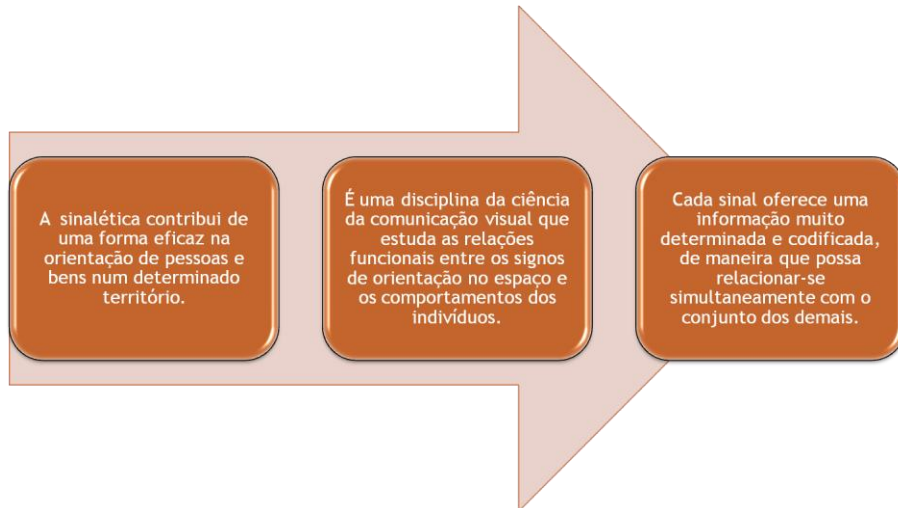 A sinalética contribui de
uma forma eficaz na
orientação de pessoas e
bens num determinado
território.
É uma disciplina da ciência
da comunicação visual que
estuda as relações
funcionais entre os signos
de orientação no espaço e
os comportamentos dos
indivíduos.
Cada sinal oferece uma
informação muito
determinada e codificada,
de maneira que possa
relacionar-se
simultaneamente com o
conjunto dos demais.